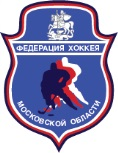 ФЕДЕРАЦИЯ ХОККЕЯ
МОСКОВСКОЙ ОБЛАСТИ